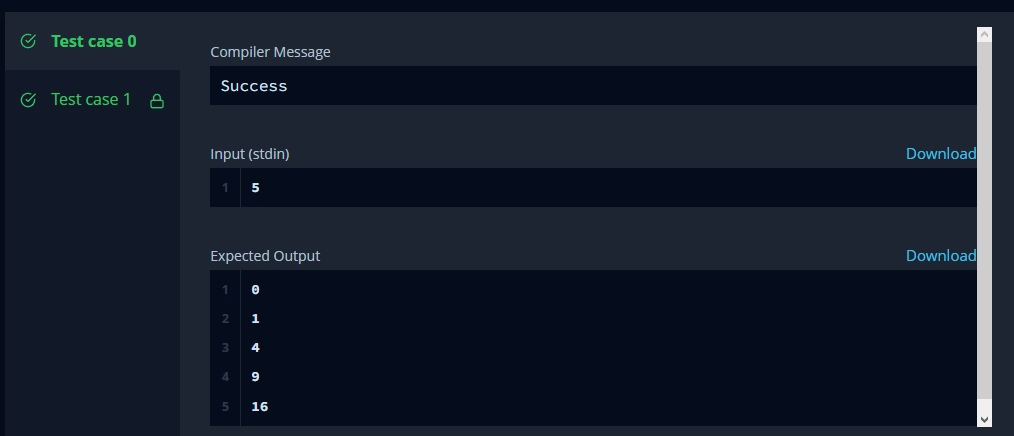 Test case 0
Test case 1
Compiler Message
Success
Input (stdin) Download
1 5
Expected Output Download
1 0
2 1
3 4
4 9
5 16